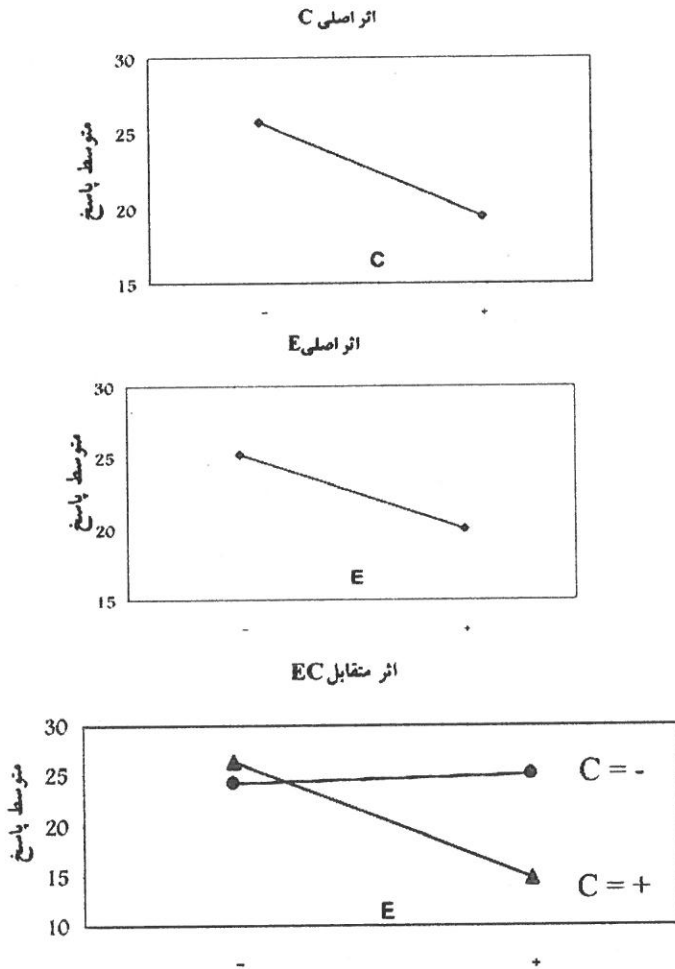 اثر اصلی C
30
25
20
15
متوسط پاسخ
C
-
+
اثر اصلیE
30
25
20
15
متوسط پاسخ
E
-
+
اثر متقابل EC
30
25
20
15
10
متوسط پاسخ
C = -
C = +
E
-
+